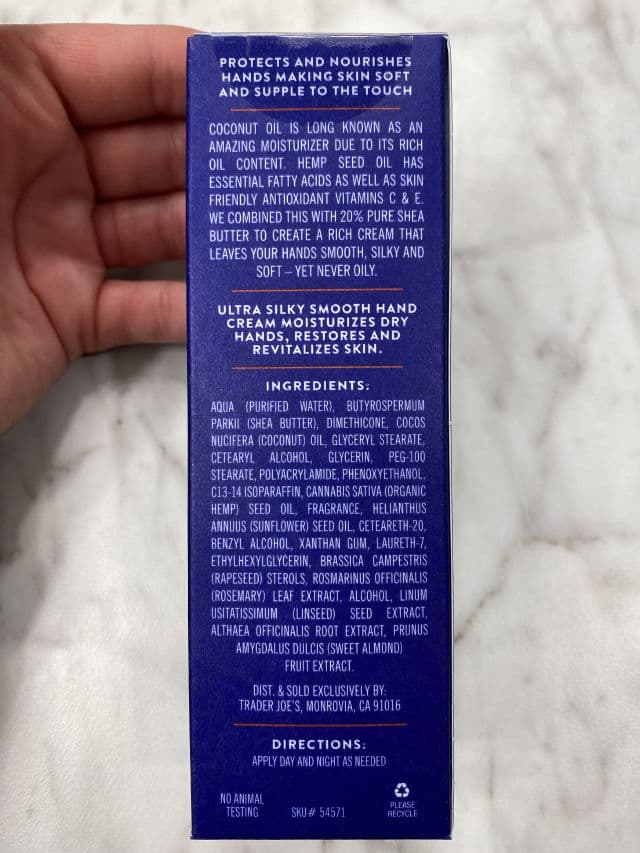 PROTECTS AND NOURISHES
HANDS MAKING SKIN SOFT
AND SUPPLE TO THE TOUCH
COCONUT OIL IS LONG KNOWN AS AN
AMAZING MOISTURIZER DUE TO ITS RICH
OIL CONTENT. HEMP SEED OIL HAS
ESSENTIAL FATTY ACIDS AS WELL AS SKIN
FRIENDLY ANTIOXIDANT VITAMINS C & E.
WE COMBINED THIS WITH 20% PURE SHEA
BUTTER TO CREATE A RICH CREAM THAT
LEAVES YOUR HANDS SMOOTH, SILKY AND
SOFT – YET NEVER OILY.
ULTRA SILKY SMOOTH HAND
CREAM MOISTURIZES DRY
HANDS, RESTORES AND
REVITALIZES SKIN.
INGREDIENTS:
AQUA (PURIFIED WATER), BUTYROSPERMUM
PARKII (SHEA BUTTER), DIMETHICONE, COCOS
NUCIFERA (COCONUT) OIL, GLYCERYL STEARATE,
CETEARYL ALCOHOL, GLYCERIN, PEG-100
STEARATE, POLYACRYLAMIDE, PHENOXYETHANOL,
C13-14 ISOPARAFFIN, CANNABIS SATIVA (ORGANIC
HEMP) SEED OIL, FRAGRANCE, HELIANTHUS
ANNUUS (SUNFLOWER) SEED OIL, CETEARETH-20,
BENZYL ALCOHOL, XANTHAN GUM, LAURETH-7,
ETHYLHEXYLGLYCERIN, BRASSICA CAMPESTRIS
(RAPESEED) STEROLS, ROSMARINUS OFFICINALIS
(ROSEMARY) LEAF EXTRACT, ALCOHOL, LINUM
USITATISSIMUM (LINSEED) SEED EXTRACT,
ALTHAEA OFFICINALIS ROOT EXTRACT, PRUNUS
AMYGDALUS DULCIS (SWEET ALMOND)
FRUIT EXTRACT.
DIST. & SOLD EXCLUSIVELY BY:
TRADER JOE'S, MONROVIA, CA 91016
DIRECTIONS:
APPLY DAY AND NIGHT AS NEEDED
NO ANIMAL
TESTING
SKU# 54571
PLEASE
RECYCLE